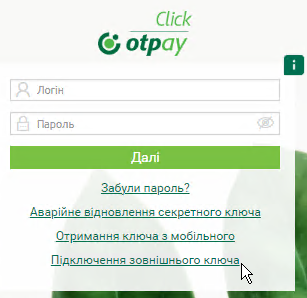 Click
otpay
i
Логін
Пароль
Далі
Забули пароль?
Аварійне відновлення секретного ключа
Отримання ключа з мобільного
Підключення зовнішнього ключа